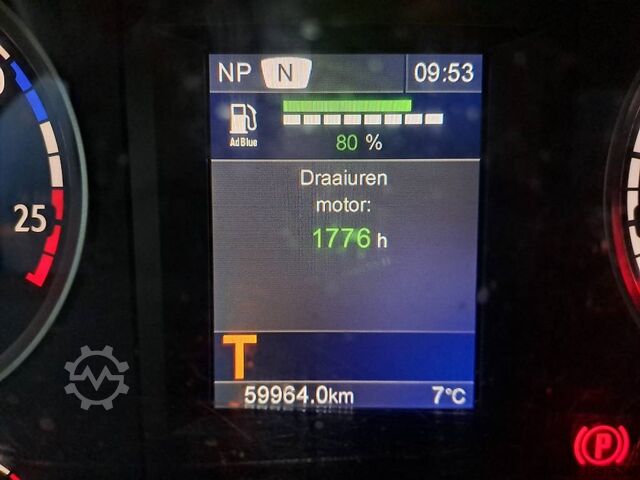 NP N 09:53
AdBlue
80 %
Draaiuren
motor:
1776 h
25
T
59964.0km 7°C
P